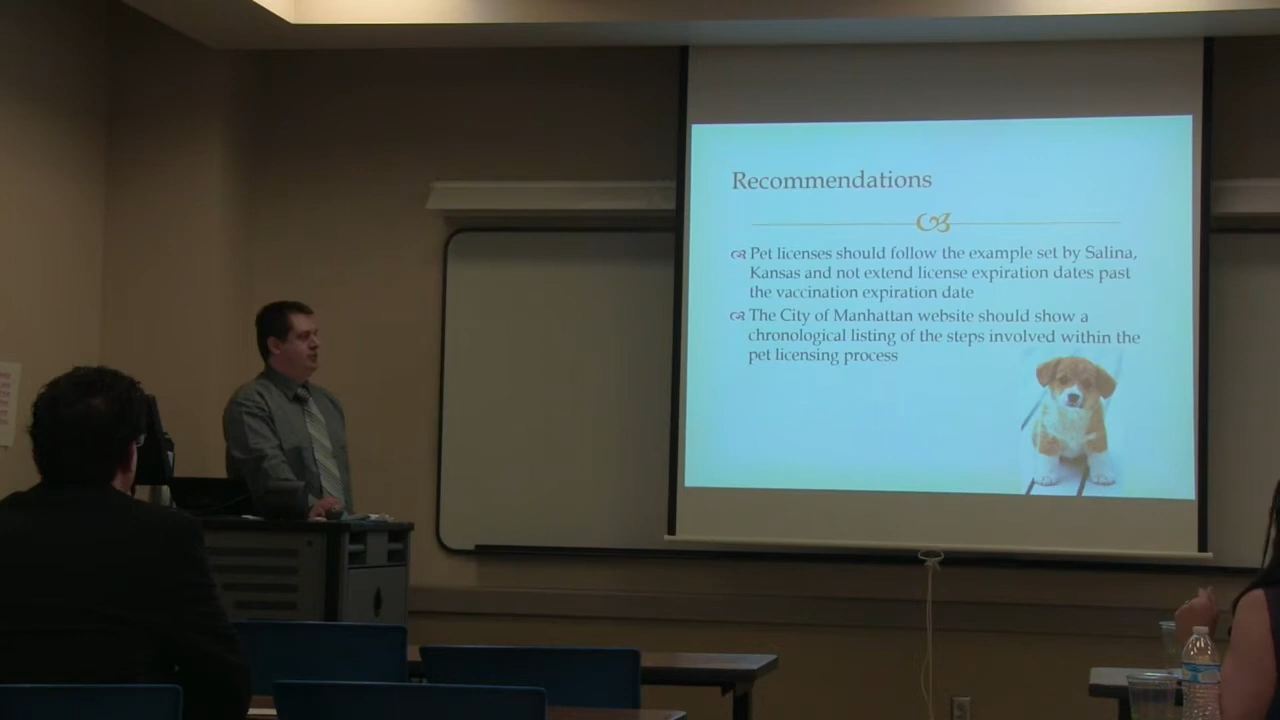 Recommendations
Pet licenses should follow the example set by Salina,
Kansas and not extend license expiration dates past
the vaccination expiration date
The City of Manhattan website should show a
chronological listing of the steps involved within the
pet licensing process